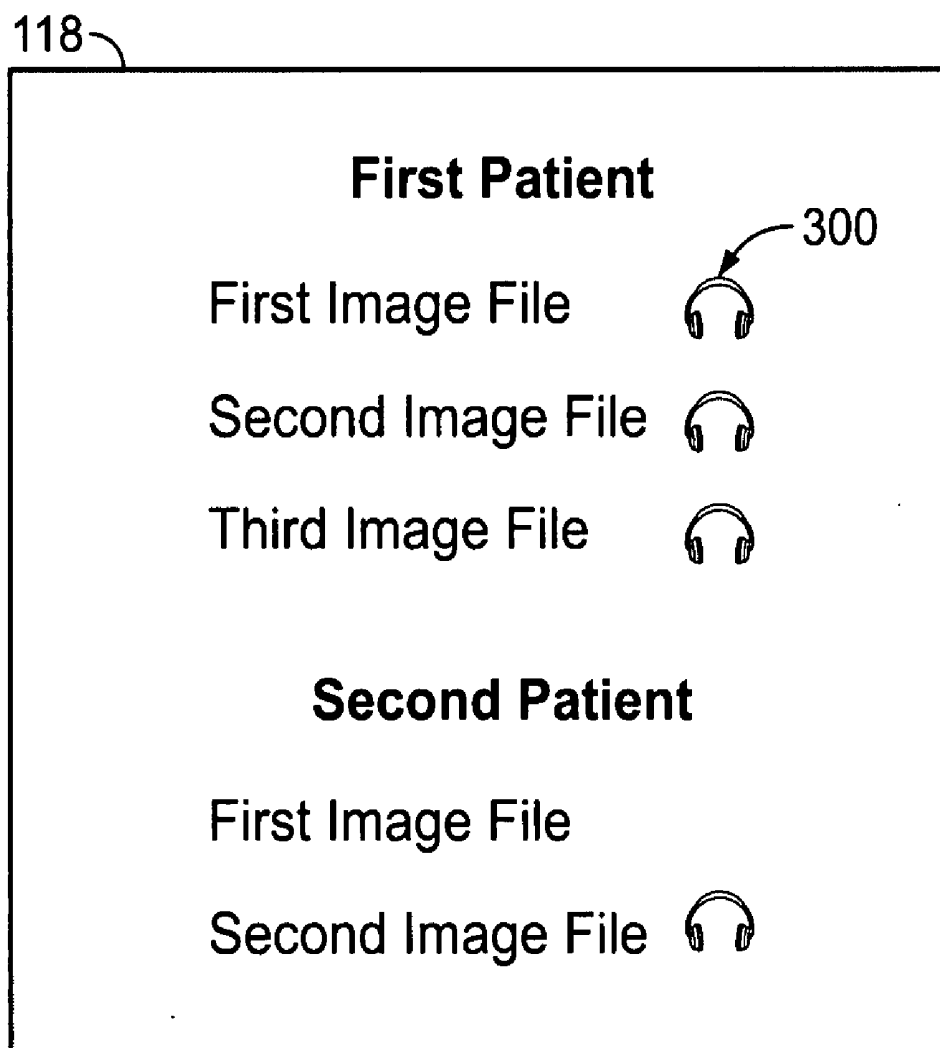 118
First Patient
300
First Image File
Second Image File
Third Image File
Second Patient
First Image File
Second Image File